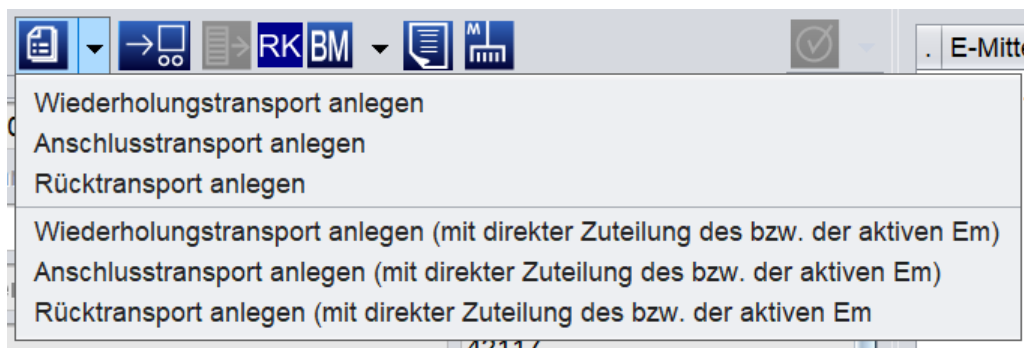 RK BM M . E-Mitte
Wiederholungstransport anlegen
Anschlusstransport anlegen
Rücktransport anlegen
Wiederholungstransport anlegen (mit direkter Zuteilung des bzw. der aktiven Em)
Anschlusstransport anlegen (mit direkter Zuteilung des bzw. der aktiven Em)
Rücktransport anlegen (mit direkter Zuteilung des bzw. der aktiven Em